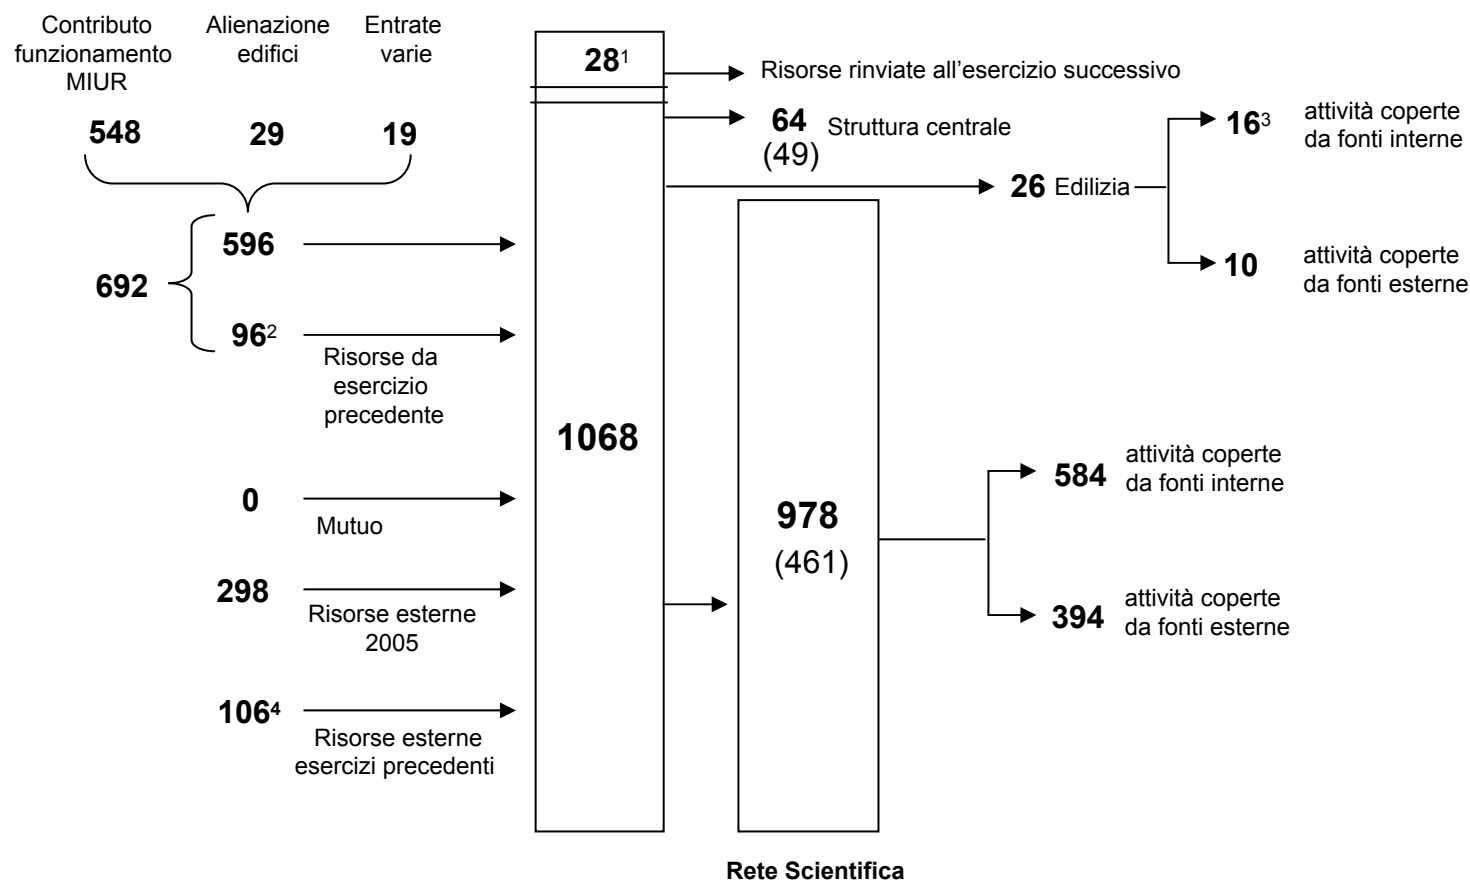 Contributo
funzionamento
MIUR
548
Alienazione
edifici
29
Entrate
varie
19
692
596
96²
Risorse da
esercizio
precedente
0
Mutuo
298
Risorse esterne
2005
106⁴
Risorse esterne
esercizi precedenti
28¹
1068
Risorse rinviate all'esercizio successivo
64
(49)
Struttura centrale
26 Edilizia
16³
attività coperte
da fonti interne
10
attività coperte
da fonti esterne
978
(461)
584
attività coperte
da fonti interne
394
attività coperte
da fonti esterne
Rete Scientifica